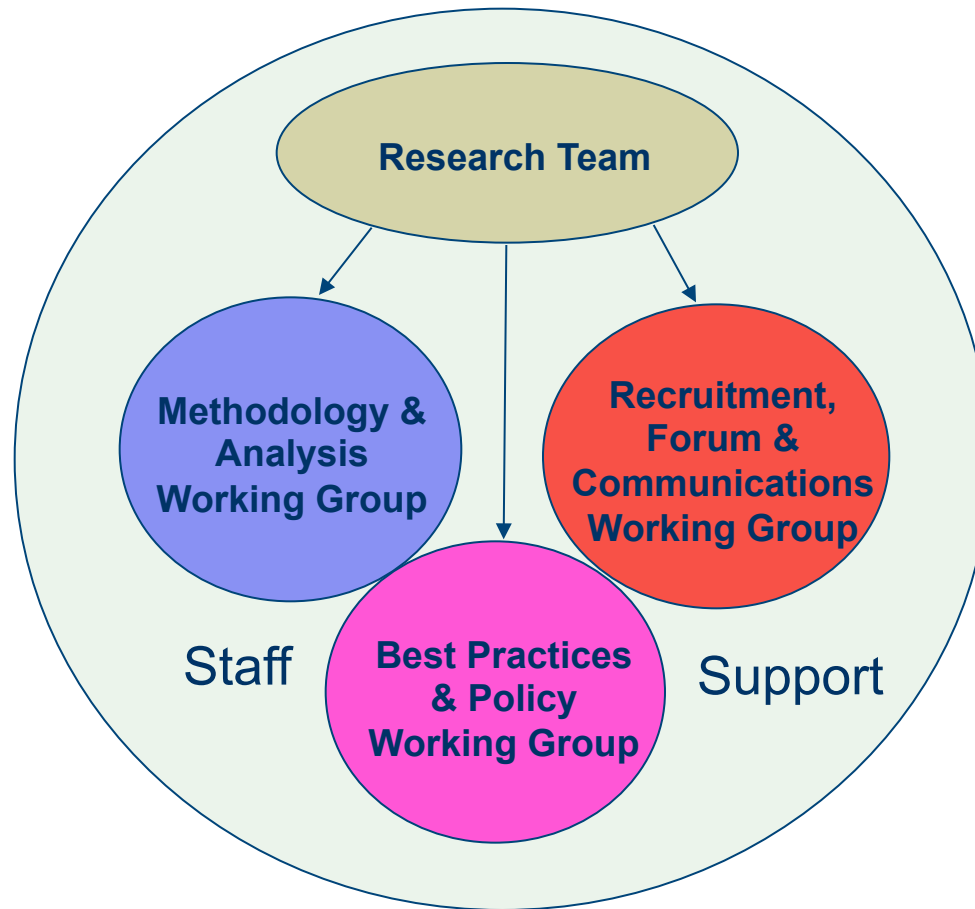 Research Team
Methodology &
Analysis
Working Group
Recruitment,
Forum &
Communications
Working Group
Staff
Best Practices
& Policy
Working Group
Support